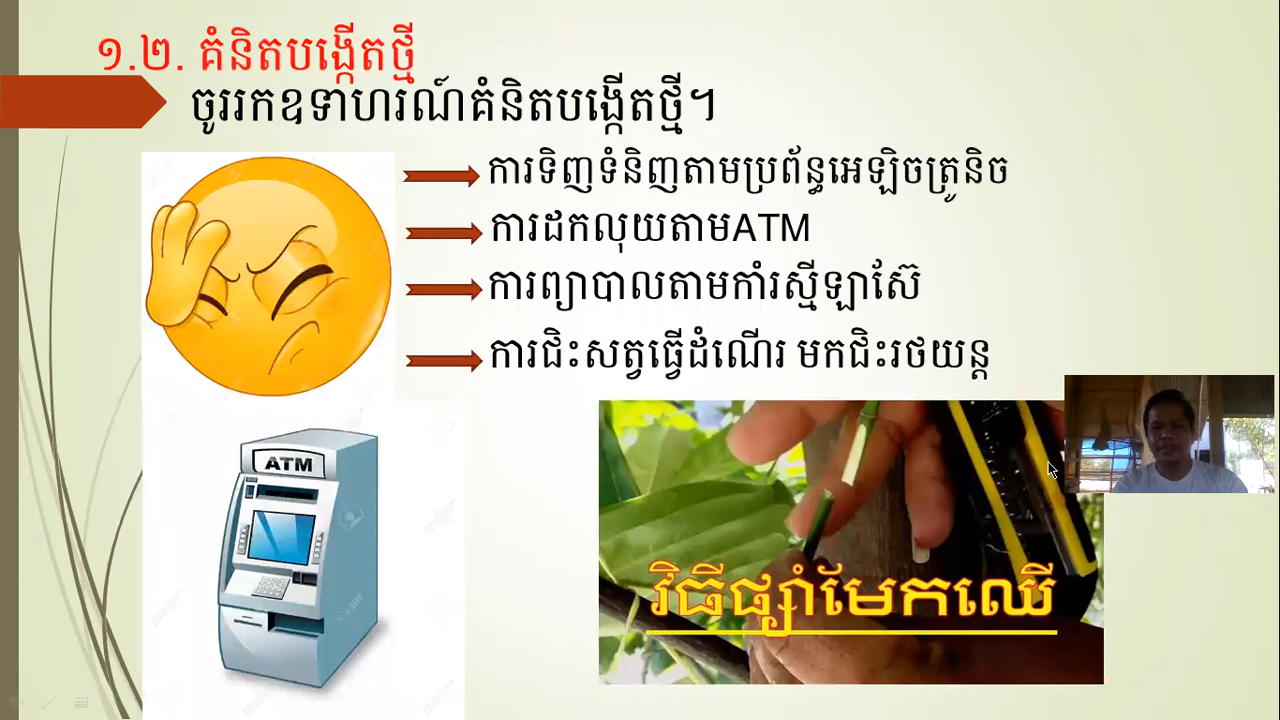 ១.២. គំនិតបង្កើតថ្មី
ចូររកឧទាហរណ៍គំនិតបង្កើតថ្មី។
ការទិញទំនិញតាមប្រព័ន្ធអេឡិចត្រូនិច
ការដកលុយតាមATM
ការព្យាបាលតាមកាំរស្មីឡាស៊ែ
ការជិះសត្វធ្វើដំណើរ មកជិះរថយន្ត
ATM
វិធីផ្សាំមែកឈើ